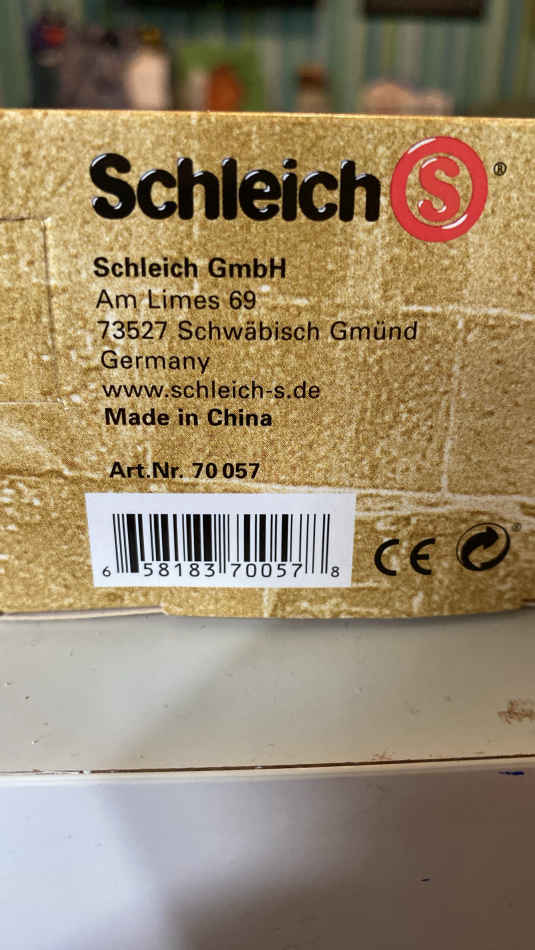 Schleich S ®
Schleich GmbH
Am Limes 69
73527 Schwäbisch Gmünd
Germany
www.schleich-s.de
Made in China
Art.Nr. 70 057
6 58183 70057 8
CE ®